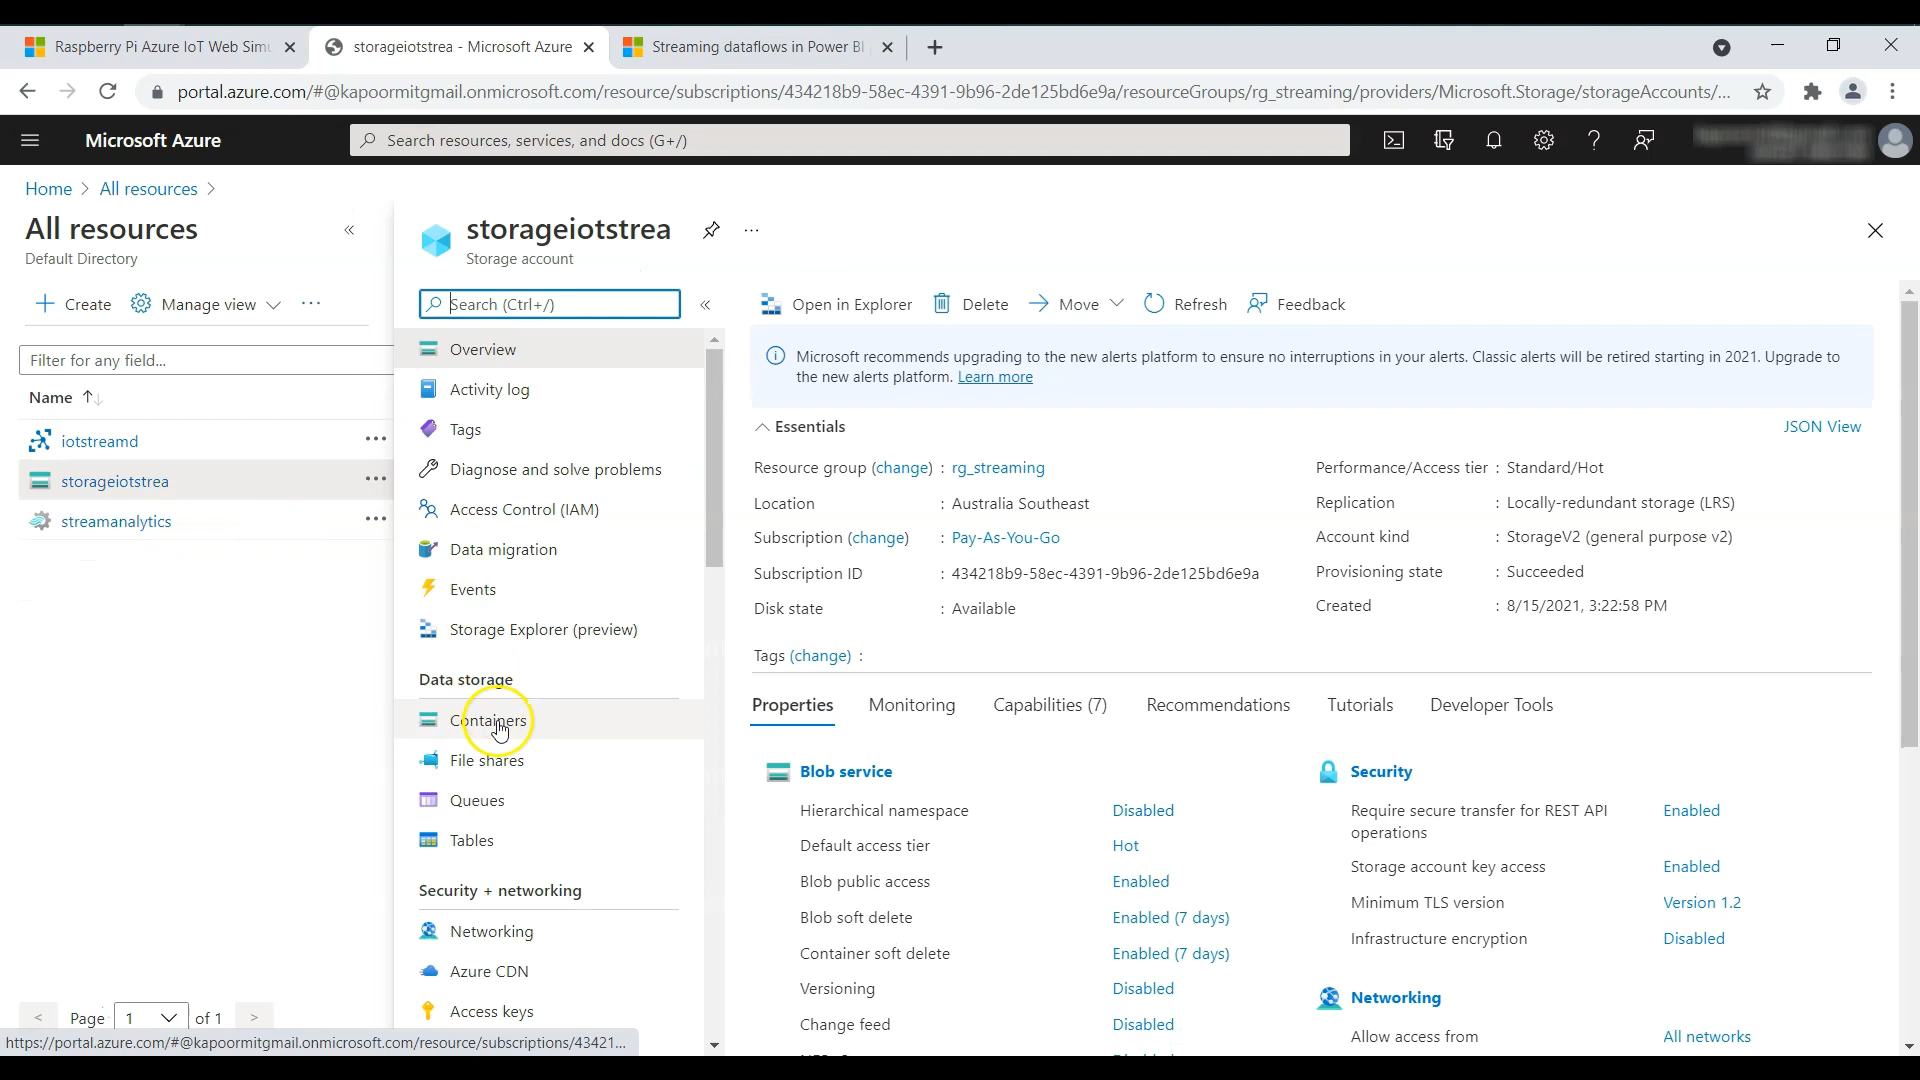 Raspberry Pi Azure IoT Web Simu
storageiotstrea - Microsoft Azure
Streaming dataflows in Power BI
portal.azure.com/#@kapoormitgmail.onmicrosoft.com/resource/subscriptions/434218b9-58ec-4391-9b96-2de125bd6e9a/resourceGroups/rg_streaming/providers/Microsoft.Storage/storageAccounts/...
Microsoft Azure
Search resources, services, and docs (G+/)
Home > All resources >
All resources
Default Directory
Create
Manage view
Filter for any field...
Name
iotstreamd
storageiotstrea
streamanalytics
< Page 1 of 1 >
https://portal.azure.com/#@kapoormitgmail.onmicrosoft.com/resource/subscriptions/43421...
storageiotstrea
Storage account
Search (Ctrl+/)
Overview
Activity log
Tags
Diagnose and solve problems
Access Control (IAM)
Data migration
Events
Storage Explorer (preview)
Data storage
Containers
File shares
Queues
Tables
Security + networking
Networking
Azure CDN
Access keys
Open in Explorer
Delete
Move
Refresh
Feedback
Microsoft recommends upgrading to the new alerts platform to ensure no interruptions in your alerts. Classic alerts will be retired starting in 2021. Upgrade to
the new alerts platform. Learn more
Essentials
JSON View
Resource group (change) : rg_streaming
Location : Australia Southeast
Subscription (change) : Pay-As-You-Go
Subscription ID : 434218b9-58ec-4391-9b96-2de125bd6e9a
Disk state : Available
Performance/Access tier : Standard/Hot
Replication : Locally-redundant storage (LRS)
Account kind : StorageV2 (general purpose v2)
Provisioning state : Succeeded
Created : 8/15/2021, 3:22:58 PM
Tags (change) :
Properties
Monitoring
Capabilities (7)
Recommendations
Tutorials
Developer Tools
Blob service
Hierarchical namespace Disabled
Default access tier Hot
Blob public access Enabled
Blob soft delete Enabled (7 days)
Container soft delete Enabled (7 days)
Versioning Disabled
Change feed Disabled
Security
Require secure transfer for REST API Enabled
operations
Storage account key access Enabled
Minimum TLS version Version 1.2
Infrastructure encryption Disabled
Networking
Allow access from All networks